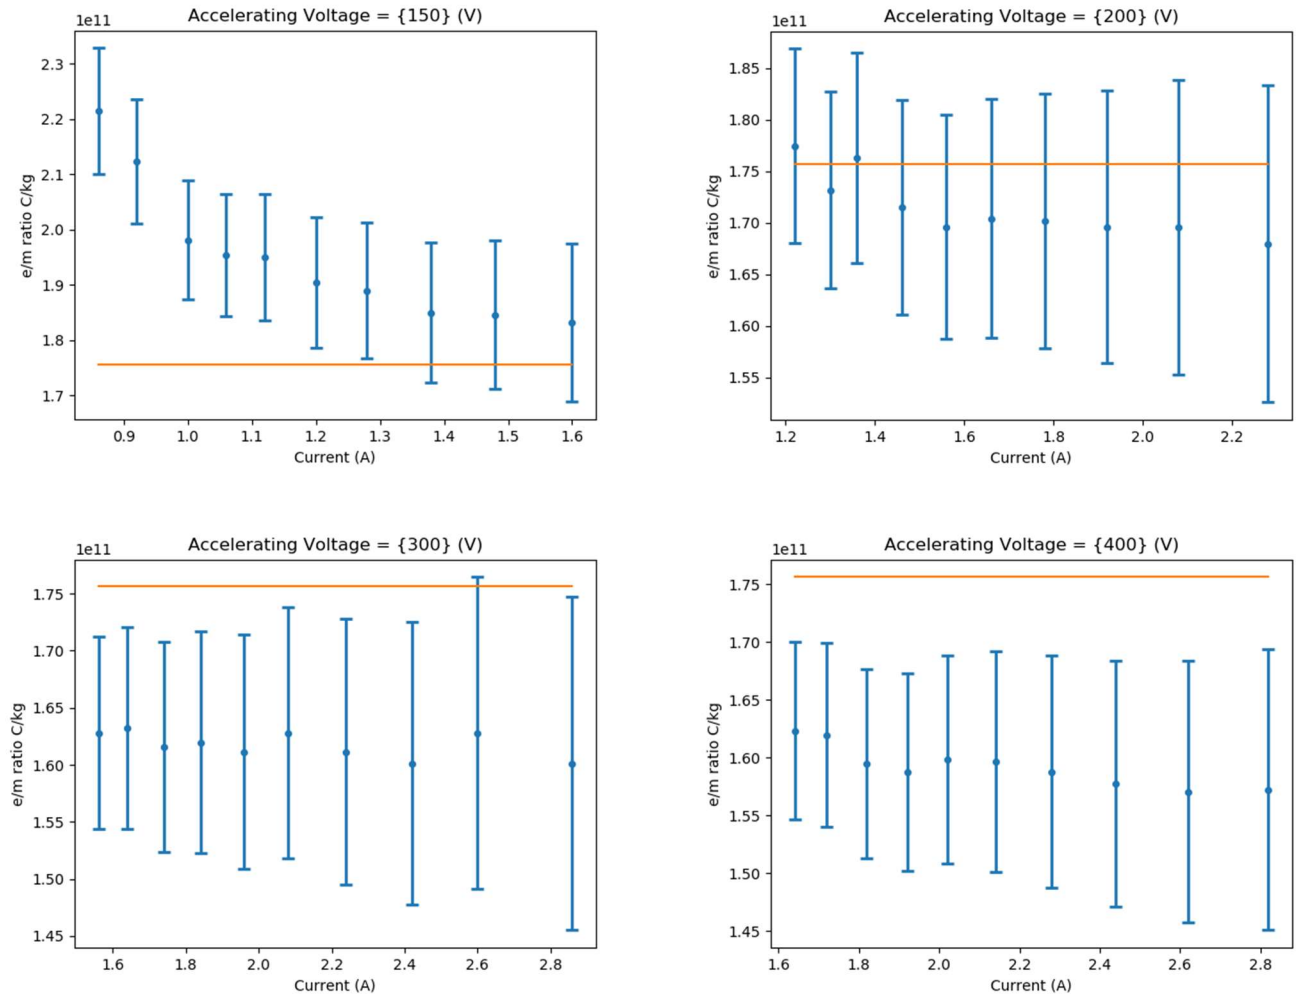 Accelerating Voltage = {150} (V)
1e11
2.3
2.2
2.1
2.0
1.9
1.8
1.7
e/m ratio C/kg
0.9 1.0 1.1 1.2 1.3 1.4 1.5 1.6
Current (A)
Accelerating Voltage = {200} (V)
1e11
1.85
1.80
1.75
1.70
1.65
1.60
1.55
e/m ratio C/kg
1.2 1.4 1.6 1.8 2.0 2.2
Current (A)
Accelerating Voltage = {300} (V)
1e11
1.75
1.70
1.65
1.60
1.55
1.50
1.45
e/m ratio C/kg
1.6 1.8 2.0 2.2 2.4 2.6 2.8
Current (A)
Accelerating Voltage = {400} (V)
1e11
1.75
1.70
1.65
1.60
1.55
1.50
1.45
e/m ratio C/kg
1.6 1.8 2.0 2.2 2.4 2.6 2.8
Current (A)